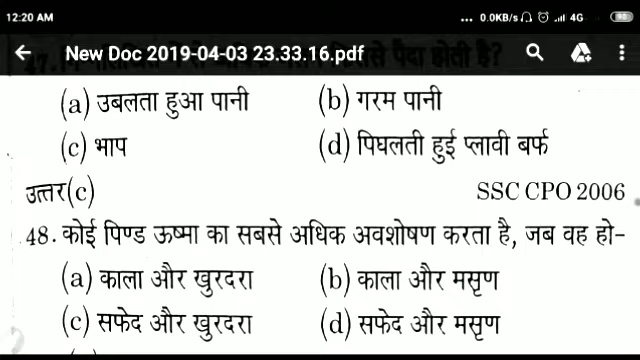 12:20 AM ... 0.0KB/s 4G
New Doc 2019-04-03 23.33.16.pdf
47. पैदा होती है?
(a) उबलता हुआ पानी (b) गरम पानी
(c) भाप (d) पिघलती हुई प्लावी बर्फ
उत्तर(c) SSC CPO 2006
48. कोई पिण्ड ऊष्मा का सबसे अधिक अवशोषण करता है, जब वह हो-
(a) काला और खुरदरा (b) काला और मसृण
(c) सफेद और खुरदरा (d) सफेद और मसृण